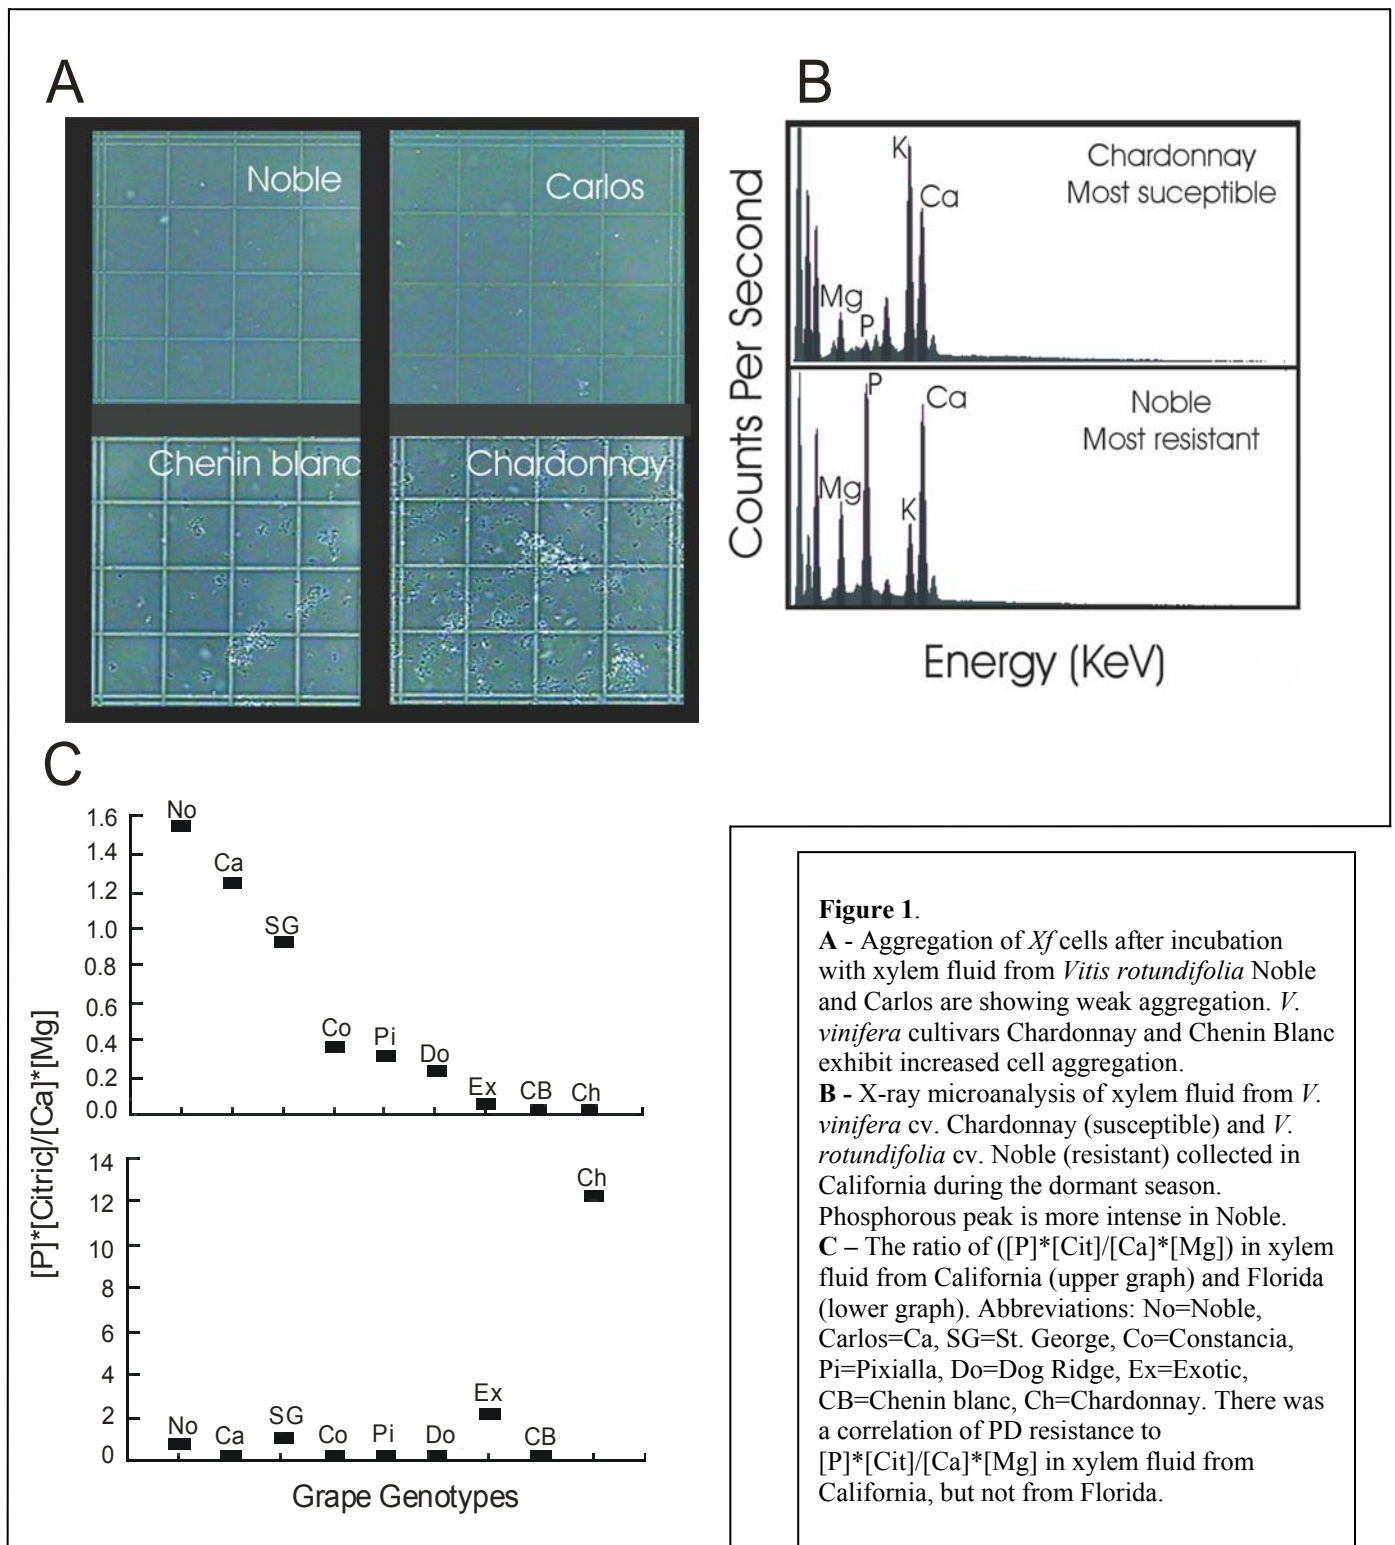 A
Noble
Carlos
Chenin blanc
Chardonnay
B
Counts Per Second
K
Ca
Mg
P
Chardonnay
Most suceptible
P
Ca
Mg
K
Noble
Most resistant
Energy (KeV)
C
[P]*[Citric]/[Ca]*[Mg]
1.6
1.4
1.2
1.0
0.8
0.6
0.4
0.2
0.0
No
Ca
SG
Co
Pi
Do
Ex
CB
Ch
14
12
10
8
6
4
2
0
No
Ca
SG
Co
Pi
Do
Ex
CB
Ch
Grape Genotypes
Figure 1.
A - Aggregation of Xf cells after incubation
with xylem fluid from Vitis rotundifolia Noble
and Carlos are showing weak aggregation. V.
vinifera cultivars Chardonnay and Chenin Blanc
exhibit increased cell aggregation.
B - X-ray microanalysis of xylem fluid from V.
vinifera cv. Chardonnay (susceptible) and V.
rotundifolia cv. Noble (resistant) collected in
California during the dormant season.
Phosphorous peak is more intense in Noble.
C – The ratio of ([P]*[Cit]/[Ca]*[Mg]) in xylem
fluid from California (upper graph) and Florida
(lower graph). Abbreviations: No=Noble,
Carlos=Ca, SG=St. George, Co=Constancia,
Pi=Pixialla, Do=Dog Ridge, Ex=Exotic,
CB=Chenin blanc, Ch=Chardonnay. There was
a correlation of PD resistance to
[P]*[Cit]/[Ca]*[Mg] in xylem fluid from
California, but not from Florida.